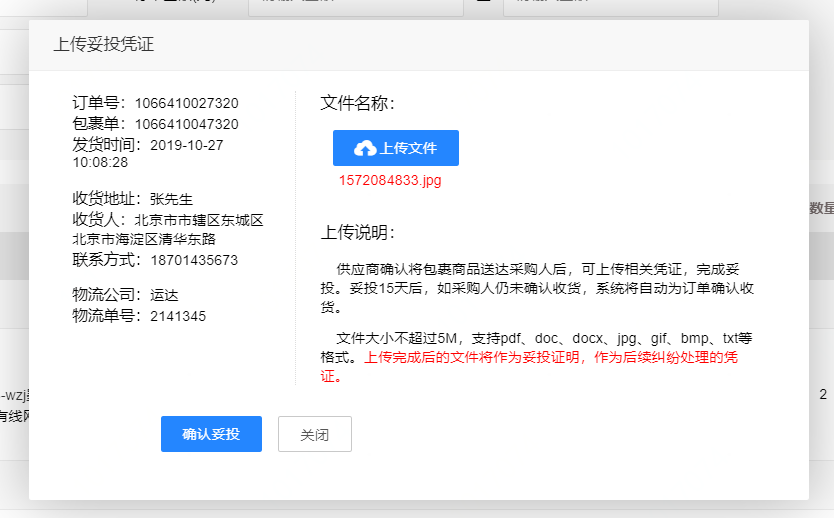 上传妥投凭证
订单号：1066410027320
包裹单：1066410047320
发货时间：2019-10-27
10:08:28
收货地址：张先生
收货人：北京市市辖区东城区
北京市海淀区清华东路
联系方式：18701435673
物流公司：运达
物流单号：2141345
文件名称：
上传文件
1572084833.jpg
上传说明：
供应商确认将包裹商品送达采购人后，可上传相关凭证，完成妥
投。妥投15天后，如采购人仍未确认收货，系统将自动为订单确认收
货。
文件大小不超过5M，支持pdf、doc、docx、jpg、gif、bmp、txt等
格式。上传完成后的文件将作为妥投证明，作为后续纠纷处理的凭
证。
确认妥投
关闭
数量
-wzj
有线网
2